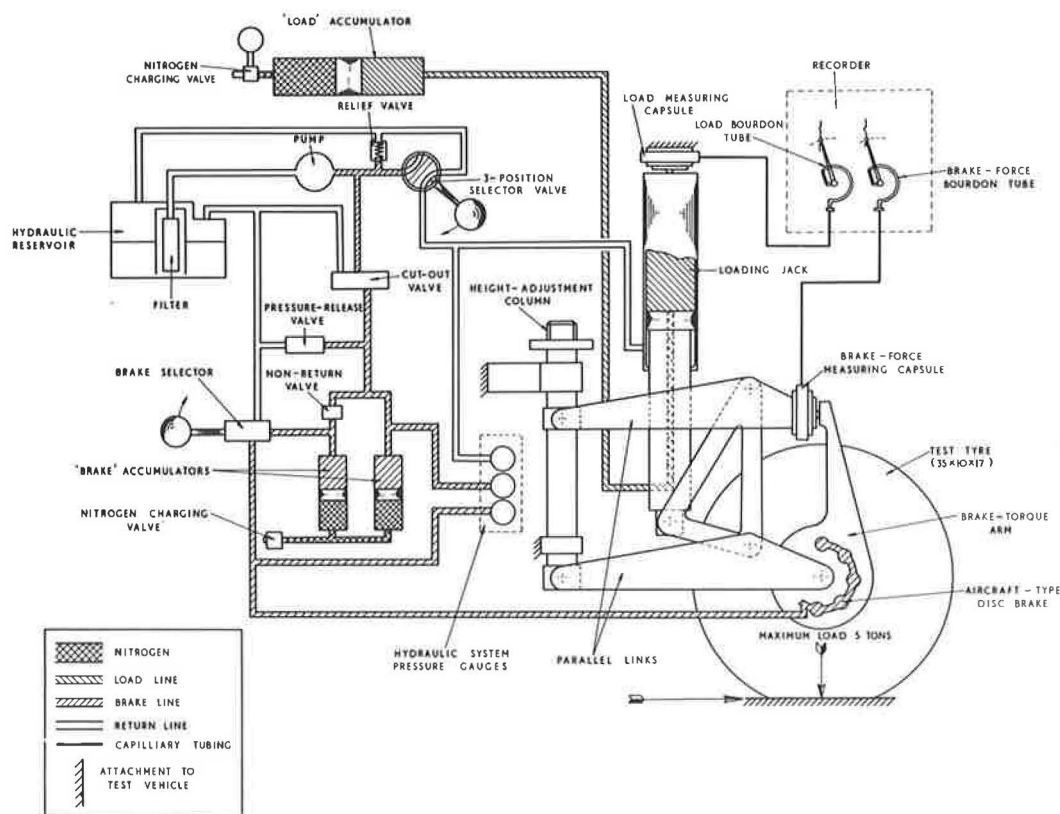 'LOAD' ACCUMULATOR
NITROGEN
CHARGING VALVE
RELIEF VALVE
PUMP
3-POSITION
SELECTOR VALVE
HYDRAULIC
RESERVOIR
FILTER
CUT-OUT
VALVE
PRESSURE-RELEASE
VALVE
NON-RETURN
VALVE
BRAKE SELECTOR
'BRAKE' ACCUMULATORS
NITROGEN CHARGING
VALVE
RECORDER
LOAD MEASURING
CAPSULE
LOAD BOURDON
TUBE
BRAKE-FORCE
BOURDON TUBE
LOADING JACK
HEIGHT-ADJUSTMENT
COLUMN
BRAKE-FORCE
MEASURING CAPSULE
TEST TYRE
(35×10×17)
BRAKE-TORQUE
ARM
AIRCRAFT-TYPE
DISC BRAKE
MAXIMUM LOAD 5 TONS
HYDRAULIC SYSTEM
PRESSURE GAUGES
PARALLEL LINKS
NITROGEN
LOAD LINE
BRAKE LINE
RETURN LINE
CAPILLIARY TUBING
ATTACHMENT TO
TEST VEHICLE